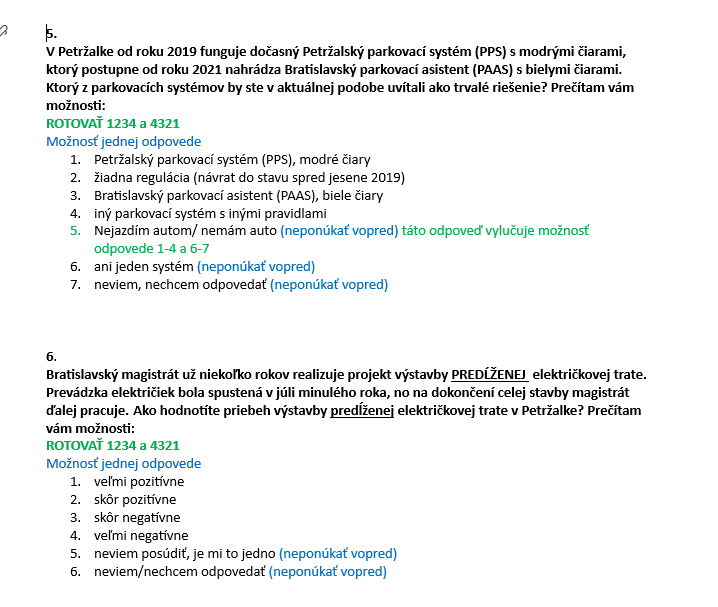 5.
V Petržalke od roku 2019 funguje dočasný Petržalský parkovací systém (PPS) s modrými čiarami,
ktorý postupne od roku 2021 nahrádza Bratislavský parkovací asistent (PAAS) s bielymi čiarami.
Ktorý z parkovacích systémov by ste v aktuálnej podobe uvítali ako trvalé riešenie? Prečítam vám
možnosti:
ROTOVAŤ 1234 a 4321
Možnosť jednej odpovede
1. Petržalský parkovací systém (PPS), modré čiary
2. žiadna regulácia (návrat do stavu spred jesene 2019)
3. Bratislavský parkovací asistent (PAAS), biele čiary
4. iný parkovací systém s inými pravidlami
5. Nejazdím autom/ nemám auto (neponúkať vopred) táto odpoveď vylučuje možnosť
odpovede 1-4 a 6-7
6. ani jeden systém (neponúkať vopred)
7. neviem, nechcem odpovedať (neponúkať vopred)
6.
Bratislavský magistrát už niekoľko rokov realizuje projekt výstavby PREDĹŽENEJ električkovej trate.
Prevádzka električiek bola spustená v júli minulého roka, no na dokončení celej stavby magistrát
ďalej pracuje. Ako hodnotíte priebeh výstavby predĺženej električkovej trate v Petržalke? Prečítam
vám možnosti:
ROTOVAŤ 1234 a 4321
Možnosť jednej odpovede
1. veľmi pozitívne
2. skôr pozitívne
3. skôr negatívne
4. veľmi negatívne
5. neviem posúdiť, je mi to jedno (neponúkať vopred)
6. neviem/nechcem odpovedať (neponúkať vopred)